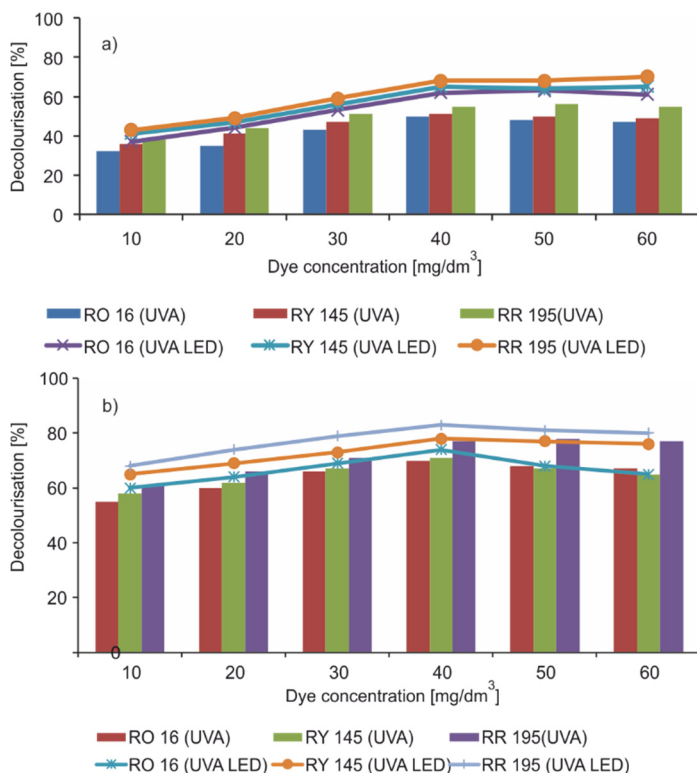 a)
Decolourisation [%]
100
80
60
40
20
0
10 20 30 40 50 60
Dye concentration [mg/dm³]
RO 16 (UVA) RY 145 (UVA) RR 195(UVA)
RO 16 (UVA LED) RY 145 (UVA LED) RR 195 (UVA LED)
b)
Decolourisation [%]
100
80
60
40
20
0
10 20 30 40 50 60
Dye concentration [mg/dm³]
RO 16 (UVA) RY 145 (UVA) RR 195(UVA)
RO 16 (UVA LED) RY 145 (UVA LED) RR 195 (UVA LED)